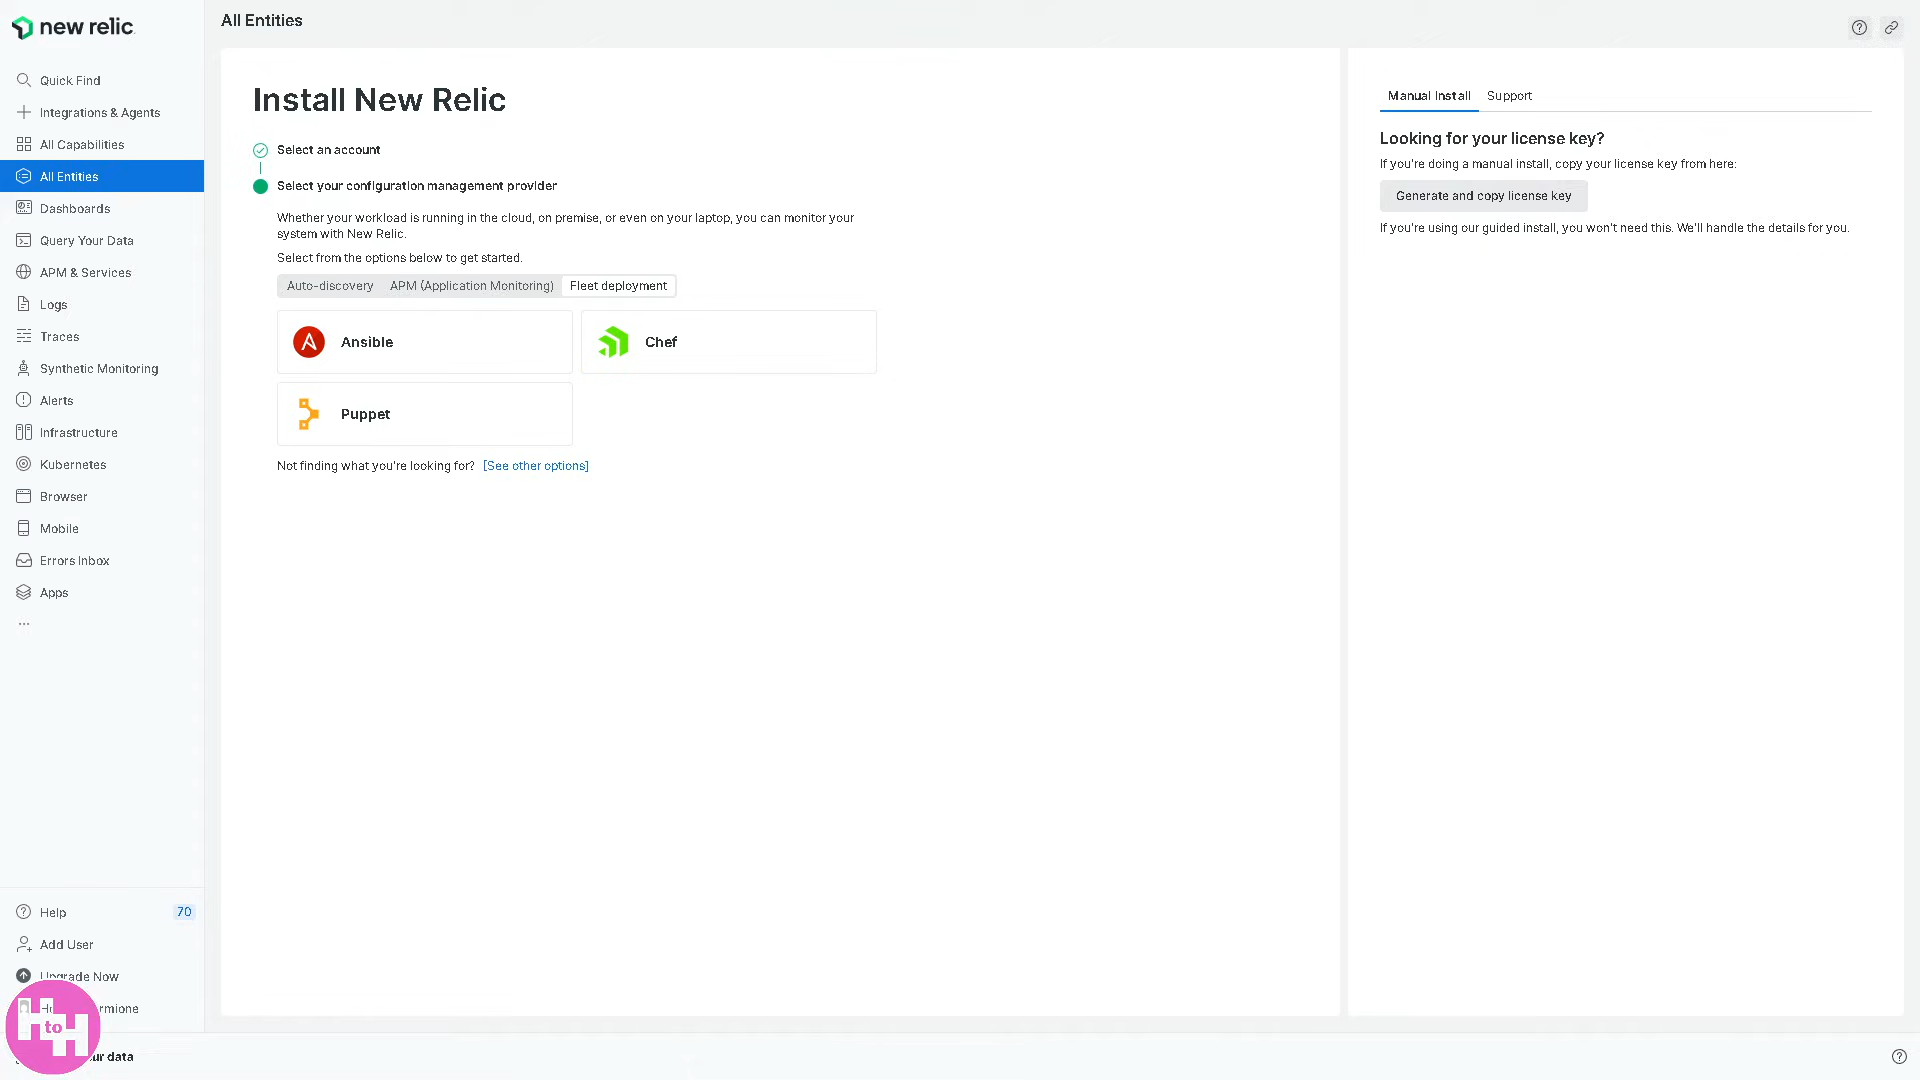 new relic
Quick Find
Integrations & Agents
All Capabilities
All Entities
Dashboards
Query Your Data
APM & Services
Logs
Traces
Synthetic Monitoring
Alerts
Infrastructure
Kubernetes
Browser
Mobile
Errors Inbox
Apps
...
Help 70
Add User
Upgrade Now
H to H
ur data
All Entities
Install New Relic
Select an account
Select your configuration management provider
Whether your workload is running in the cloud, on premise, or even on your laptop, you can monitor your
system with New Relic.
Select from the options below to get started.
Auto-discovery APM (Application Monitoring) Fleet deployment
Ansible Chef
Puppet
Not finding what you're looking for? [See other options]
Manual Install Support
Looking for your license key?
If you're doing a manual install, copy your license key from here:
Generate and copy license key
If you're using our guided install, you won't need this. We'll handle the details for you.